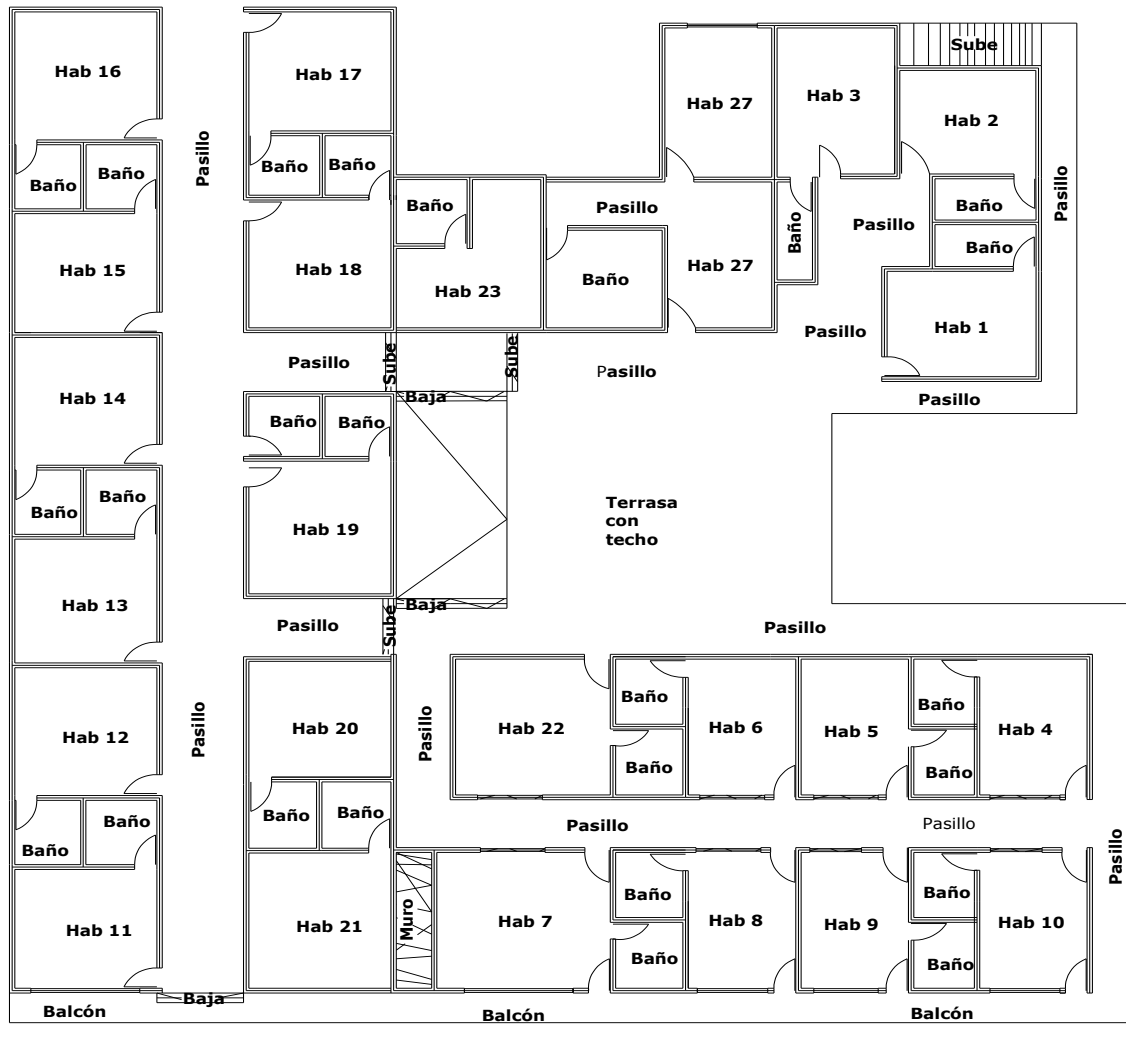 Sube
Hab 16
Hab 17
Hab 27
Hab 3
Hab 2
Pasillo
Baño
Baño
Baño
Baño
Pasillo
Baño
Pasillo
Baño
Baño
Pasillo
Baño
Hab 15
Hab 18
Hab 23
Baño
Hab 27
Baño
Hab 1
Pasillo
Pasillo
Sube
Sube
Pasillo
Pasillo
Hab 14
Baja
Baño
Baño
Baño
Baño
Hab 19
Terrasa
con
techo
Hab 13
Baja
Pasillo
Sube
Pasillo
Hab 12
Pasillo
Hab 20
Pasillo
Hab 22
Baño
Hab 6
Hab 5
Baño
Hab 4
Baño
Baño
Baño
Baño
Baño
Baño
Pasillo
Pasillo
Pasillo
Hab 11
Hab 21
Muro
Hab 7
Baño
Hab 8
Hab 9
Baño
Hab 10
Baño
Baño
Baja
Balcón
Balcón
Balcón